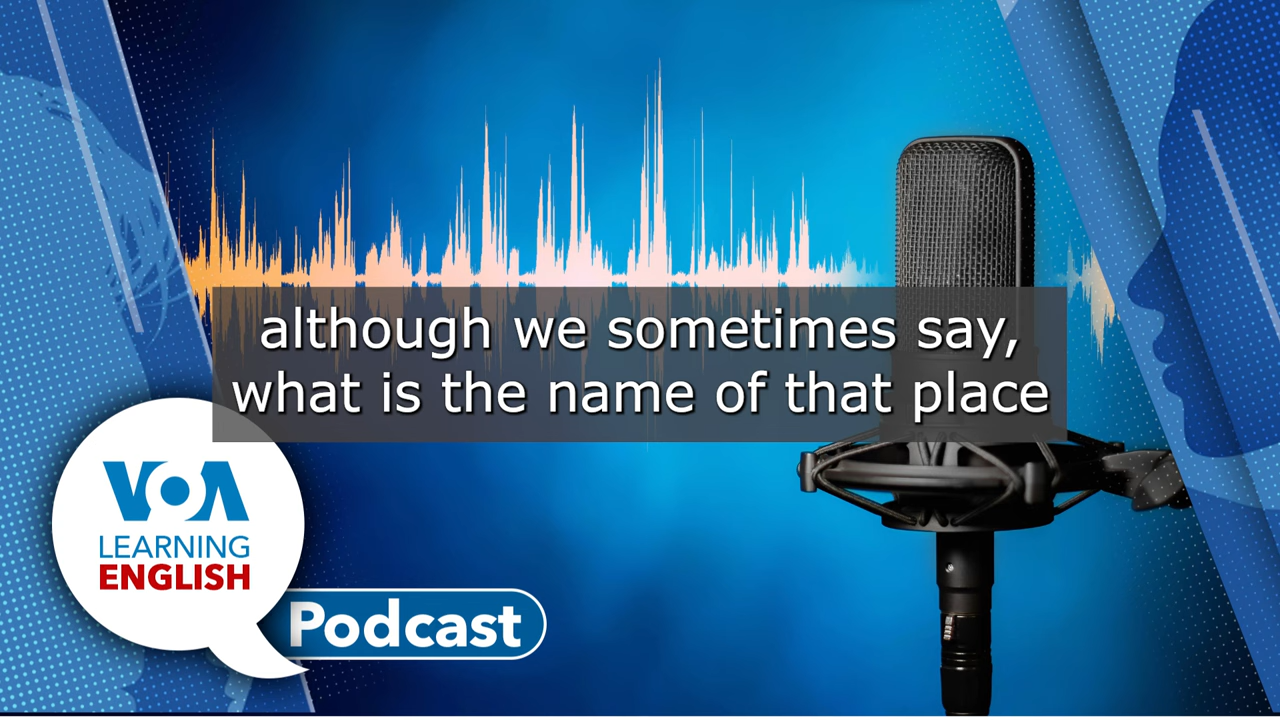 although we sometimes say,
what is the name of that place
VOA
LEARNING
ENGLISH
Podcast